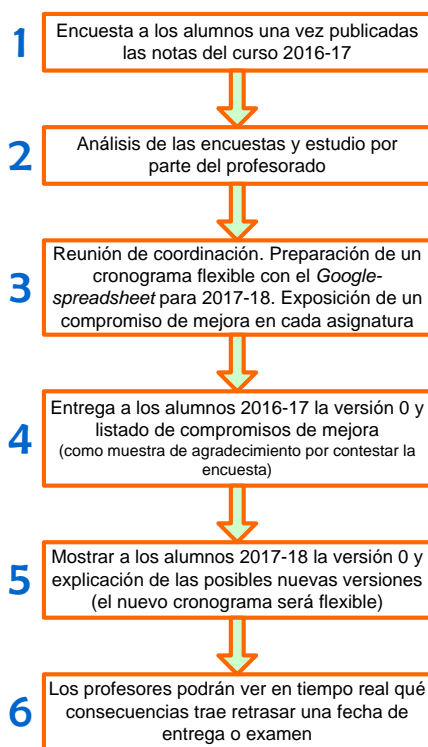 1
Encuesta a los alumnos una vez publicadas
las notas del curso 2016-17
2
Análisis de las encuestas y estudio por
parte del profesorado
3
Reunión de coordinación. Preparación de un
cronograma flexible con el Google-
spreadsheet para 2017-18. Exposición de un
compromiso de mejora en cada asignatura
4
Entrega a los alumnos 2016-17 la versión 0 y
listado de compromisos de mejora
(como muestra de agradecimiento por contestar la
encuesta)
5
Mostrar a los alumnos 2017-18 la versión 0 y
explicación de las posibles nuevas versiones
(el nuevo cronograma será flexible)
6
Los profesores podrán ver en tiempo real qué
consecuencias trae retrasar una fecha de
entrega o examen